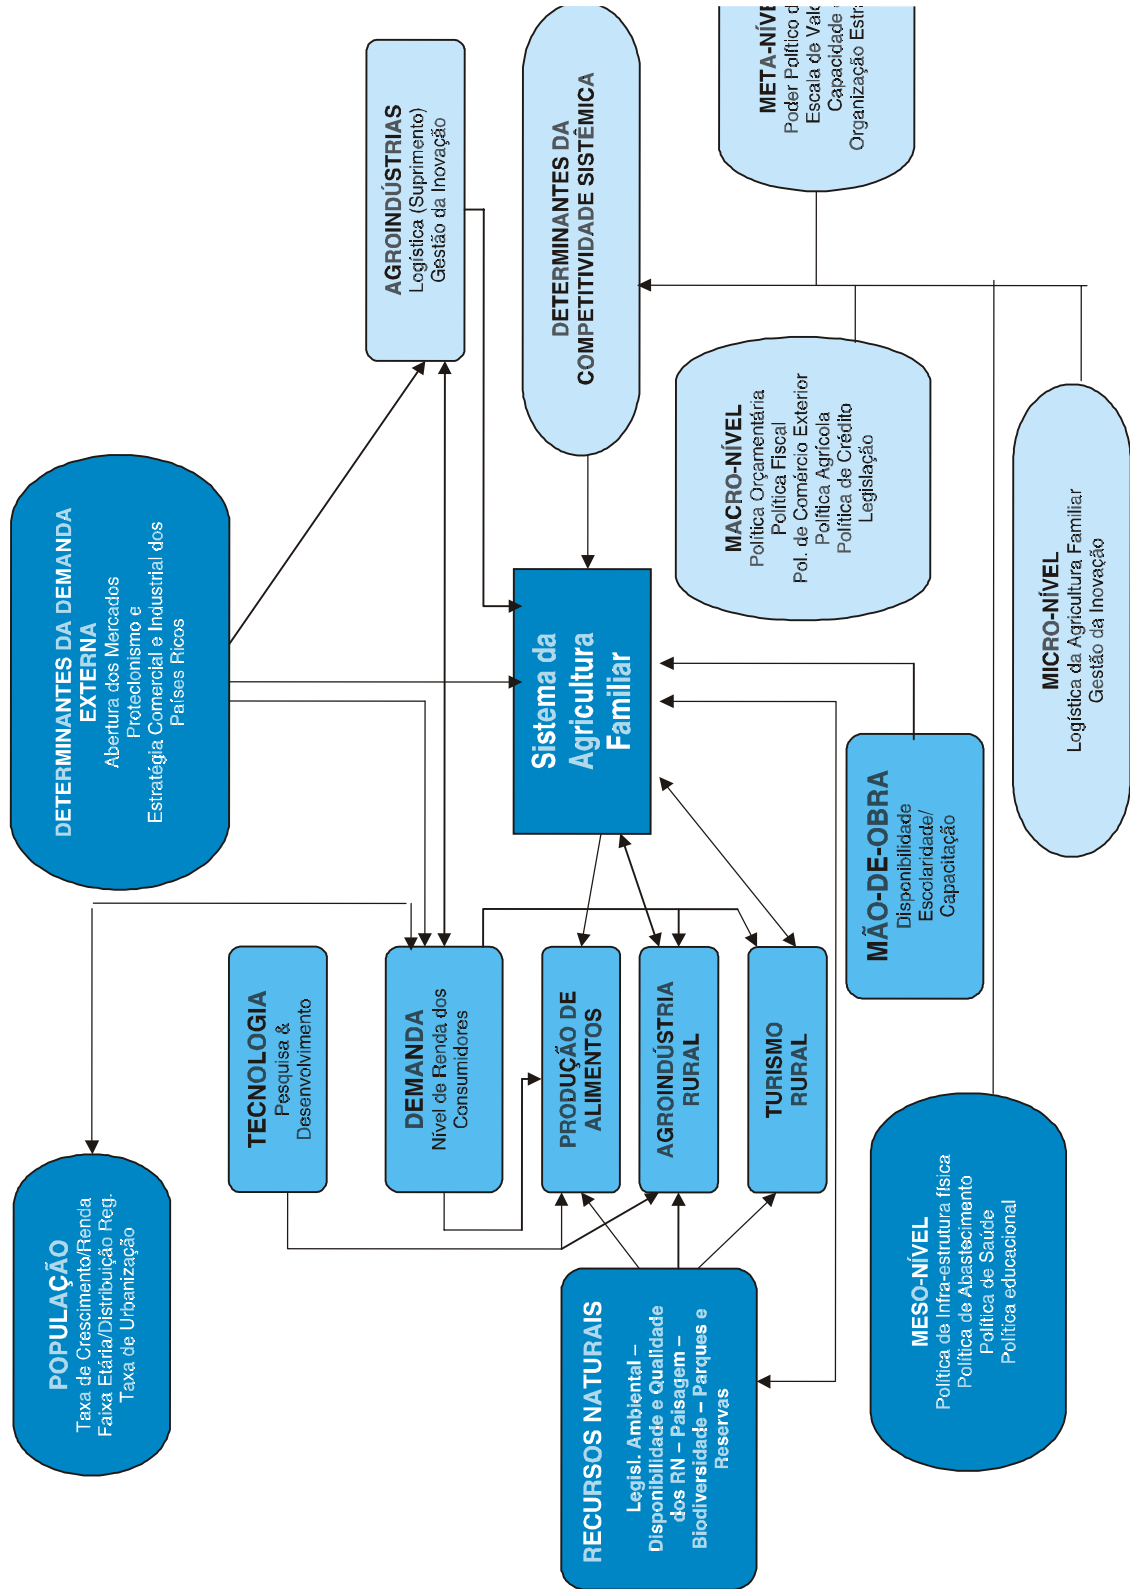 POPULAÇÃO
Taxa de Crescimento/Renda
Faixa Etária/Distribuição Reg.
Taxa de Urbanização
DETERMINANTES DA DEMANDA
EXTERNA
Abertura dos Mercados
Protecionismo e
Estratégia Comercial e Industrial dos
Países Ricos
TECNOLOGIA
Pesquisa &
Desenvolvimento
DEMANDA
Nível de Renda dos
Consumidores
AGROINDÚSTRIAS
Logística (Suprimento)
Gestão da Inovação
RECURSOS NATURAIS
Legisl. Ambiental –
Disponibilidade e Qualidade
dos RN – Paisagem –
Biodiversidade – Parques e
Reservas
PRODUÇÃO DE
ALIMENTOS
AGROINDÚSTRIA
RURAL
TURISMO
RURAL
Sistema da
Agricultura
Familiar
DETERMINANTES DA
COMPETITIVIDADE SISTÊMICA
MACRO-NÍVEL
Política Orçamentária
Política Fiscal
Pol. de Comércio Exterior
Política Agrícola
Política de Crédito
Legislação
META-NÍVE
Poder Político d
Escala de Valo
Capacidade
Organização Estra
MÃO-DE-OBRA
Disponibilidade
Escolaridade/
Capacitação
MESO-NÍVEL
Política de Infra-estrutura física
Política de Abastecimento
Política de Saúde
Política educacional
MICRO-NÍVEL
Logística da Agricultura Familiar
Gestão da Inovação